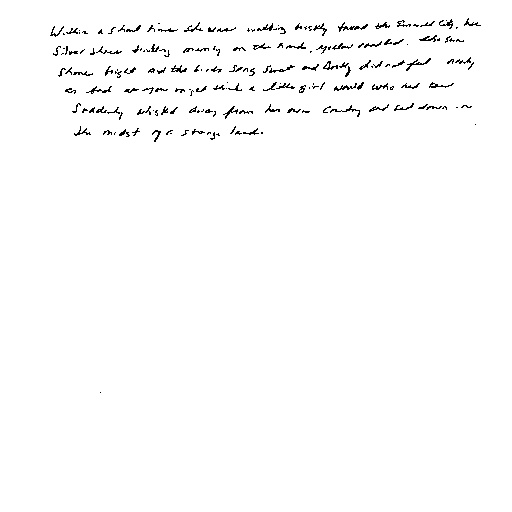 Within a short time she was walking briskly toward the Emerald City, her
Silver Shoes tinkling merrily on the hard, yellow roadbed. The sun
shone bright and the birds sang sweet and Dorothy did not feel nearly
as bad as you might think a little girl would who had been
suddenly whisked away from her own country and set down in
the midst of a strange land.